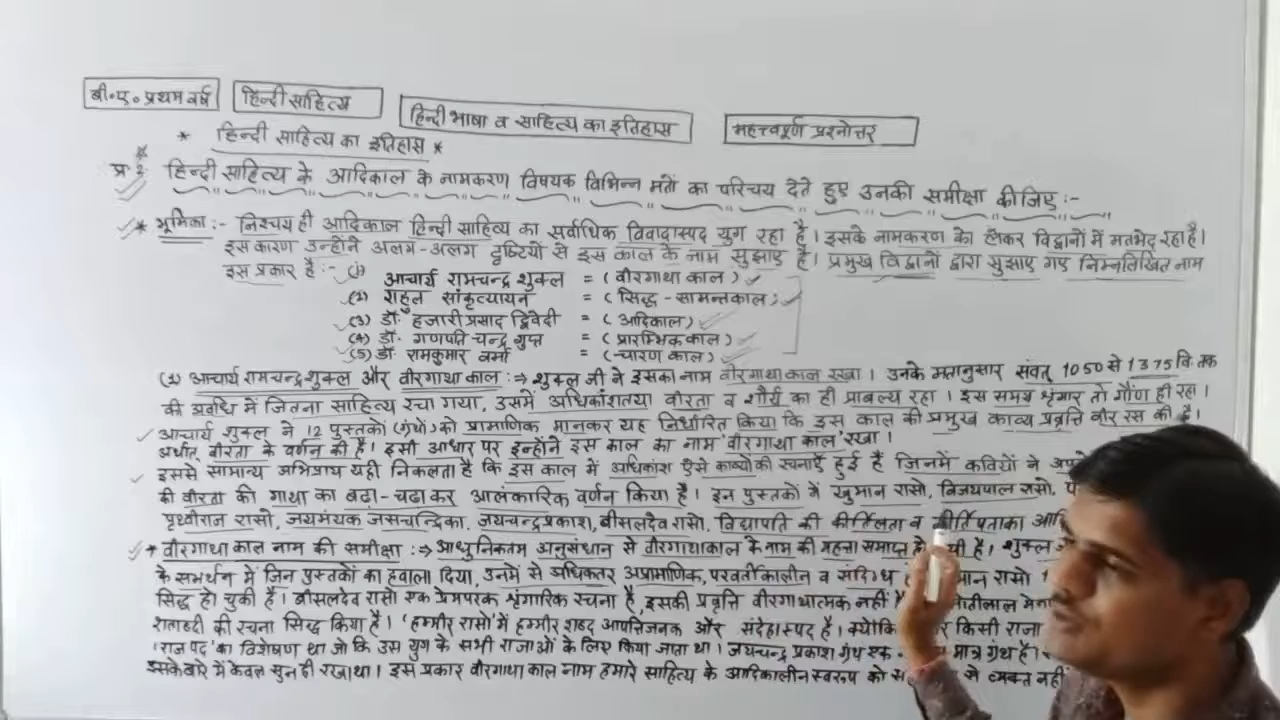 बी.ए. प्रथम वर्ष
हिन्दी साहित्य
हिन्दी भाषा व साहित्य का इतिहास
महत्त्वपूर्ण प्रश्नोत्तर
* हिन्दी साहित्य का इतिहास *
प्र. 2 हिन्दी साहित्य के आदिकाल के नामकरण विषयक विभिन्न मतों का परिचय देते हुए उनकी समीक्षा कीजिए :-
* भूमिका :- निश्चय ही आदिकाल हिन्दी साहित्य का सर्वाधिक विवादास्पद युग रहा है। इसके नामकरण को लेकर विद्वानों में मतभेद रहा है।
इस कारण उन्होंने अलग-अलग दृष्टियों से इस काल के नाम सुझाए हैं। प्रमुख विद्वानों द्वारा सुझाए गए निम्नलिखित नाम
इस प्रकार है :- (1) आचार्य रामचन्द्र शुक्ल = (वीरगाथा काल)
(2) राहुल सांकृत्यायन = (सिद्ध-सामन्तकाल)
(3) डॉ. हजारी प्रसाद द्विवेदी = (आदिकाल)
(4) डॉ. गणपति चन्द्र गुप्त = (प्रारम्भिक काल)
(5) डॉ रामकुमार वर्मा = (चारण काल)
(1) आचार्य रामचन्द्र शुक्ल और वीरगाथा काल :⇒ शुक्ल जी ने इसका नाम वीरगाथा काल रखा। उनके मतानुसार संवत् 1050 से 1375 वि. तक
की अवधि में जितना साहित्य रचा गया, उसमें अधिकांशतया वीरता व शौर्य का ही प्राबल्य रहा। इस समय श्रृंगार तो गौण ही रहा।
आचार्य शुक्ल ने 12 पुस्तकों (ग्रंथो) को प्रामाणिक मानकर यह निर्धारित किया कि इस काल की प्रमुख काव्य प्रवृत्ति वीर रस की है।
अर्थात् वीरता के वर्णन की है। इसी आधार पर इन्होंने इस काल का नाम 'वीरगाथा काल' रखा।
इससे सामान्य अभिप्राय यही निकलता है कि इस काल में अधिकांश ऐसे काव्यों की रचनाएँ हुई हैं जिनमें कवियों ने
की वीरता की गाथा का बढ़ा-चढ़ाकर आलंकारिक वर्णन किया है। इन पुस्तकों में खुमान रासो, विजयपाल रासो,
पृथ्वीराज रासो, जयमंयक जसचन्द्रिका, जयचन्द्रप्रकाश, बीसलदेव रासो, विद्यापति की कीर्तिलता व कीर्तिपताका
* वीरगाथा काल नाम की समीक्षा :⇒ आधुनिकतम अनुसंधान से वीरगाथाकाल के नाम की महत्ता समाप्त हो है। शुक्ल
के समर्थन में जिन पुस्तकों का हवाला दिया, उनमें से अधिकतर अप्रामाणिक, परवर्तीकालीन व संदिग्ध रासो
सिद्ध हो चुकी है। बीसलदेव रासो एक प्रेमपरक श्रृंगारिक रचना है, इसकी प्रवृत्ति वीरगाथात्मक नहीं
शताब्दी की रचना सिद्ध किया है। 'हम्मीर रासो' में हम्मीर शब्द आपत्तिजनक और संदेहास्पद है। क्योंकि किसी राजा
'राज पद' का विशेषण था जो कि उस युग के सभी राजाओं के लिए किया जाता था। जयचन्द्र प्रकाश ग्रंथ एक मात्र ग्रंथ है।
उसके बारे में केवल सुन ही रखा था। इस प्रकार वीरगाथा काल नाम हमारे साहित्य के आदिकालीन स्वरूप को से व्यक्त नहीं